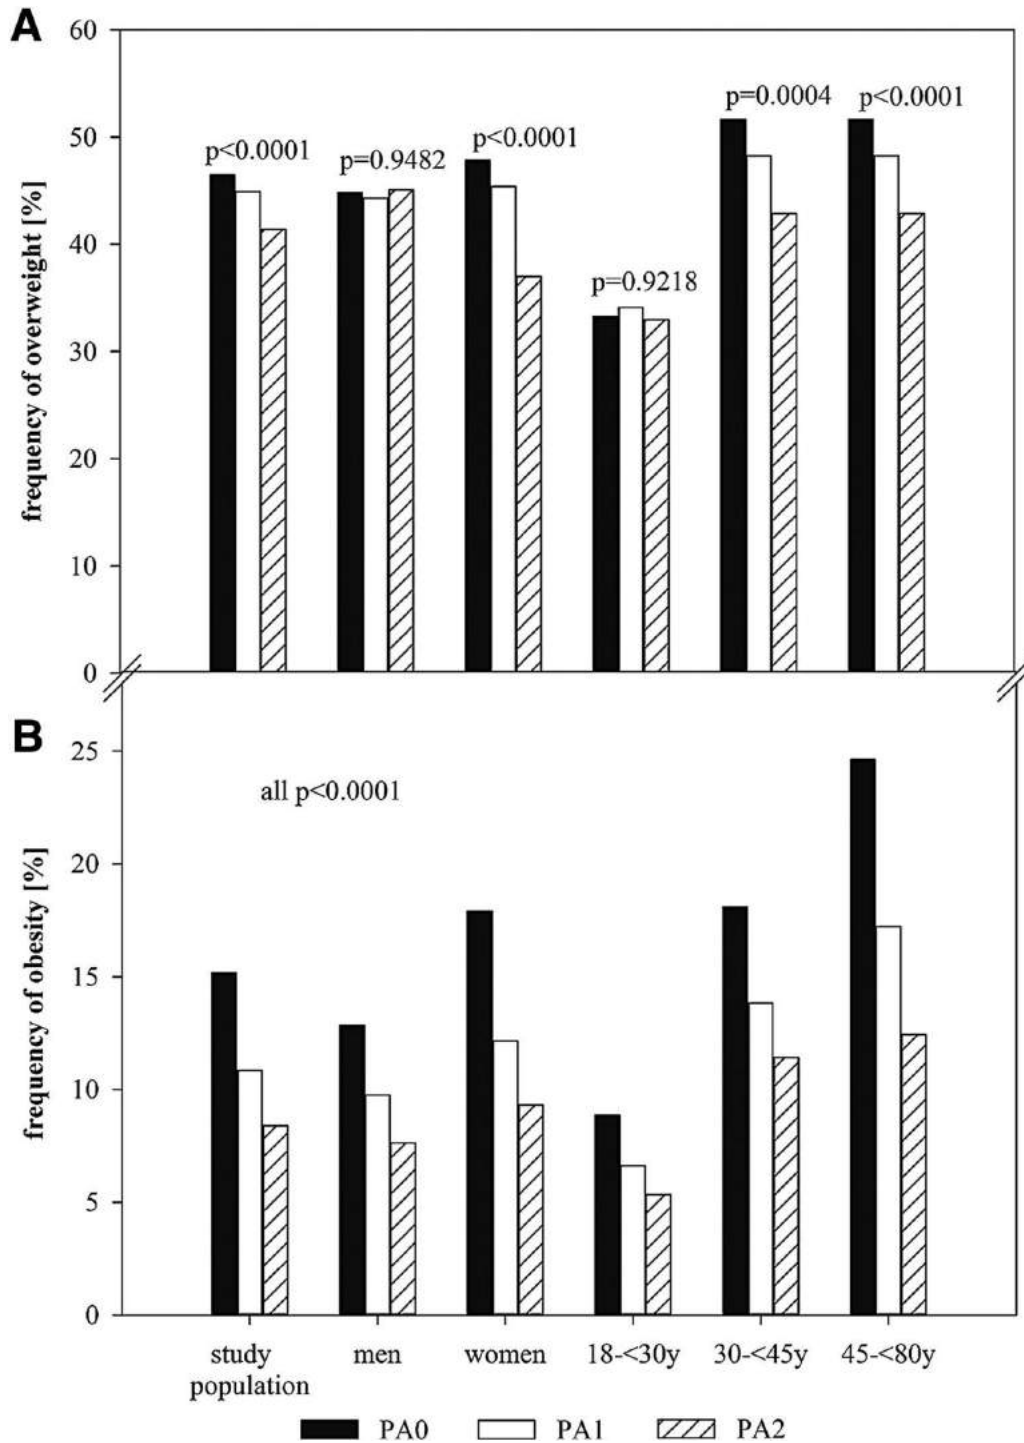 A
60
50
40
30
20
10
0
frequency of overweight [%]
p<0.0001
p=0.9482
p<0.0001
p=0.9218
p=0.0004
p<0.0001
B
25
20
15
10
5
0
frequency of obesity [%]
all p<0.0001
study
population
men
women
18-<30y
30-<45y
45-<80y
PA0
PA1
PA2